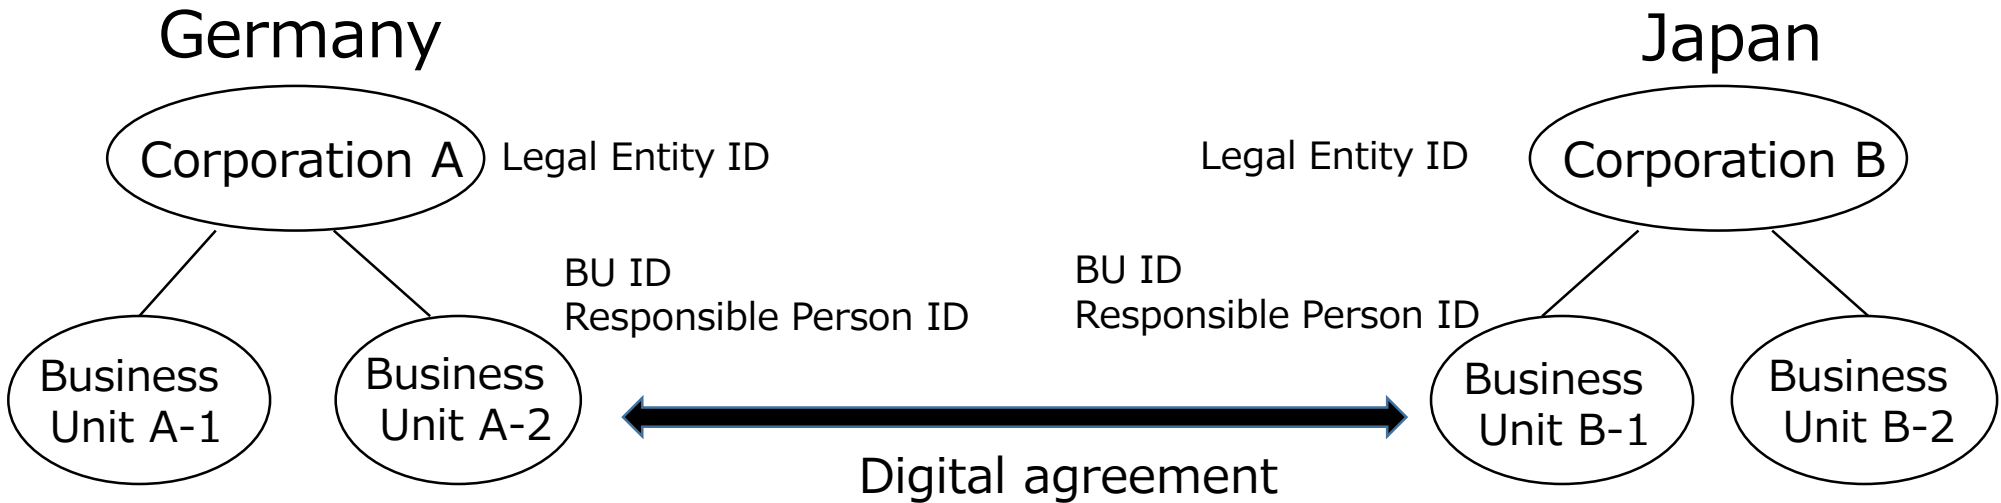 Germany
Japan
Corporation A
Legal Entity ID
Legal Entity ID
Corporation B
BU ID
Responsible Person ID
BU ID
Responsible Person ID
Business
Unit A-1
Business
Unit A-2
Business
Unit B-1
Business
Unit B-2
Digital agreement